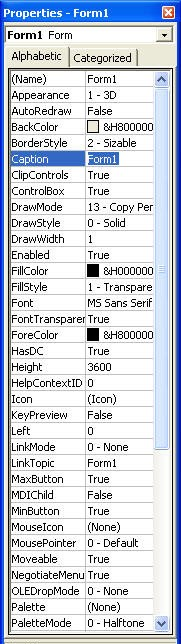 Properties - Form1
Form1 Form
Alphabetic Categorized
(Name) Form1
Appearance 1 - 3D
AutoRedraw False
BackColor &H800000
BorderStyle 2 - Sizable
Caption Form1
ClipControls True
ControlBox True
DrawMode 13 - Copy Per
DrawStyle 0 - Solid
DrawWidth 1
Enabled True
FillColor &H000000
FillStyle 1 - Transpare
Font MS Sans Serif
FontTransparer True
ForeColor &H800000
HasDC True
Height 3600
HelpContextID 0
Icon (Icon)
KeyPreview False
Left 0
LinkMode 0 - None
LinkTopic Form1
MaxButton True
MDIChild False
MinButton True
MouseIcon (None)
MousePointer 0 - Default
Moveable True
NegotiateMenu True
OLEDropMode 0 - None
Palette (None)
PaletteMode 0 - Halftone